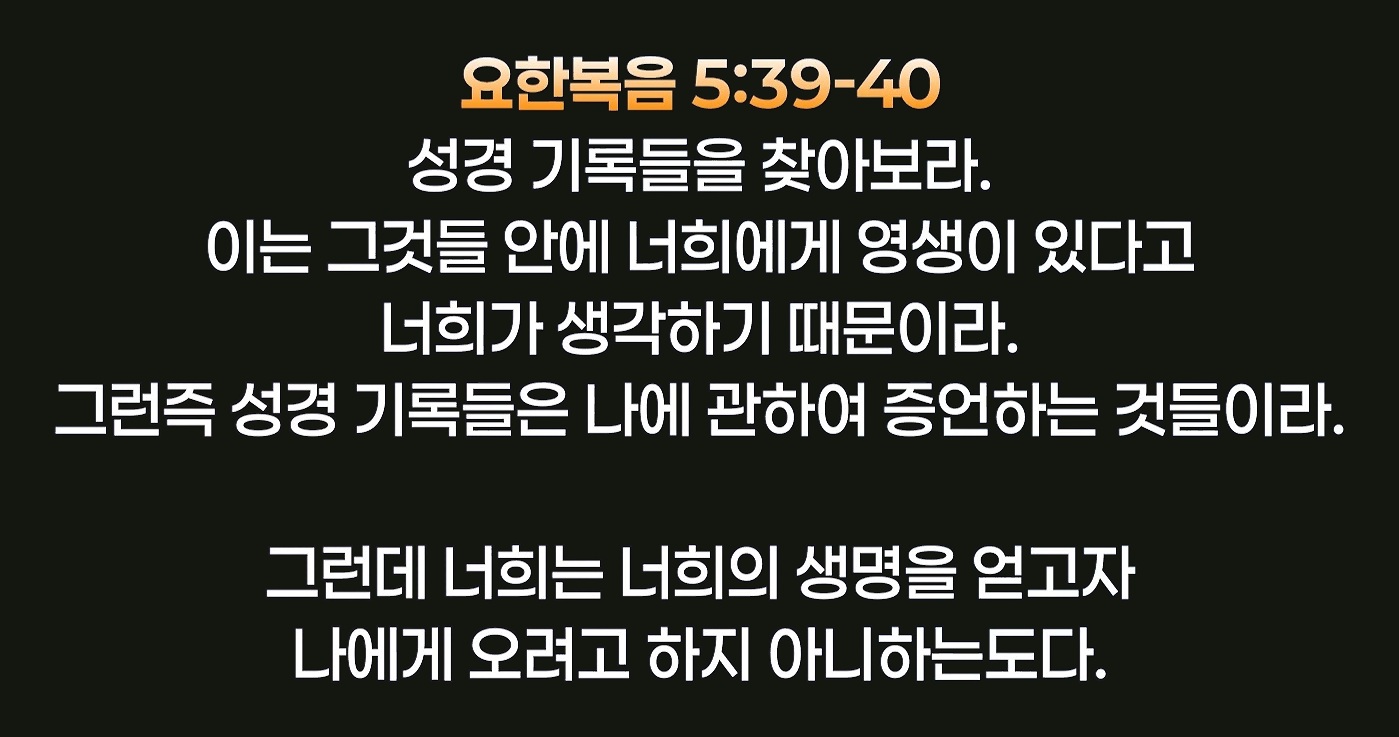 요한복음 5:39-40
성경 기록들을 찾아보라.
이는 그것들 안에 너희에게 영생이 있다고
너희가 생각하기 때문이라.
그런즉 성경 기록들은 나에 관하여 증언하는 것들이라.
그런데 너희는 너희의 생명을 얻고자
나에게 오려고 하지 아니하는도다.